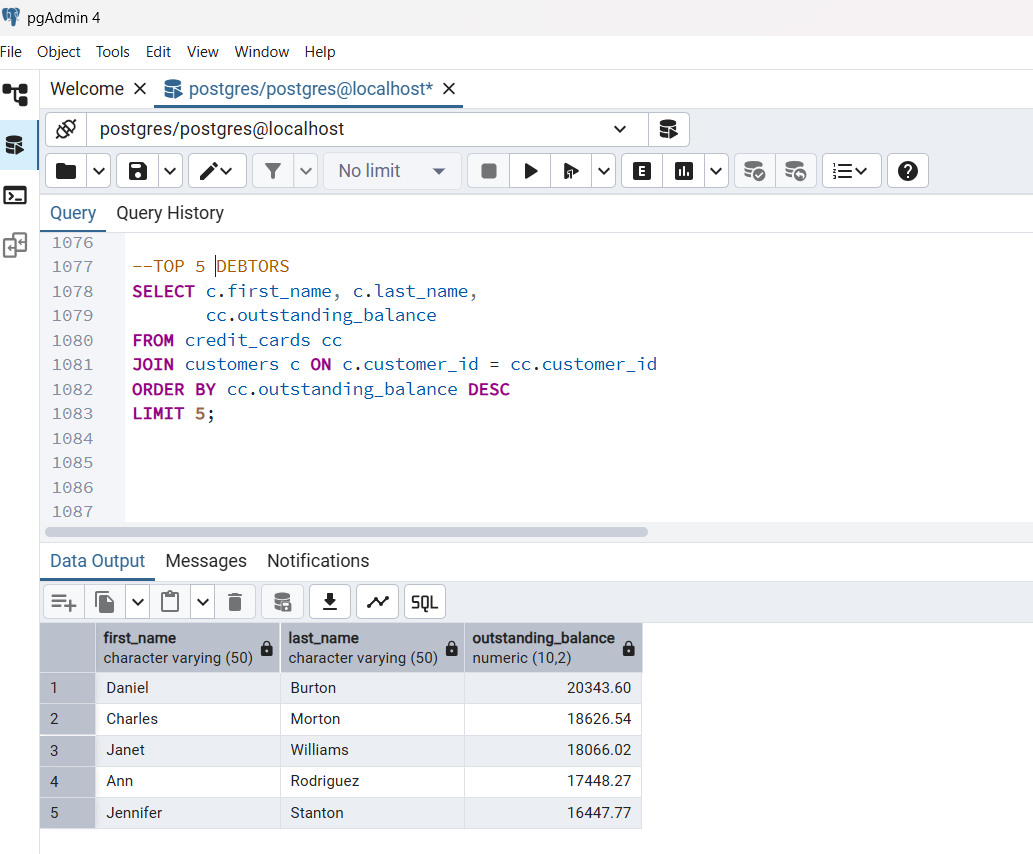 pgAdmin 4
File Object Tools Edit View Window Help
Welcome postgres/postgres@localhost*
postgres/postgres@localhost
No limit E
Query Query History
1076
1077 --TOP 5 DEBTORS
1078 SELECT c.first_name, c.last_name,
1079 cc.outstanding_balance
1080 FROM credit_cards cc
1081 JOIN customers c ON c.customer_id = cc.customer_id
1082 ORDER BY cc.outstanding_balance DESC
1083 LIMIT 5;
1084
1085
1086
1087
Data Output Messages Notifications
SQL
first_name last_name outstanding_balance
character varying (50) character varying (50) numeric (10,2)
1 Daniel Burton 20343.60
2 Charles Morton 18626.54
3 Janet Williams 18066.02
4 Ann Rodriguez 17448.27
5 Jennifer Stanton 16447.77